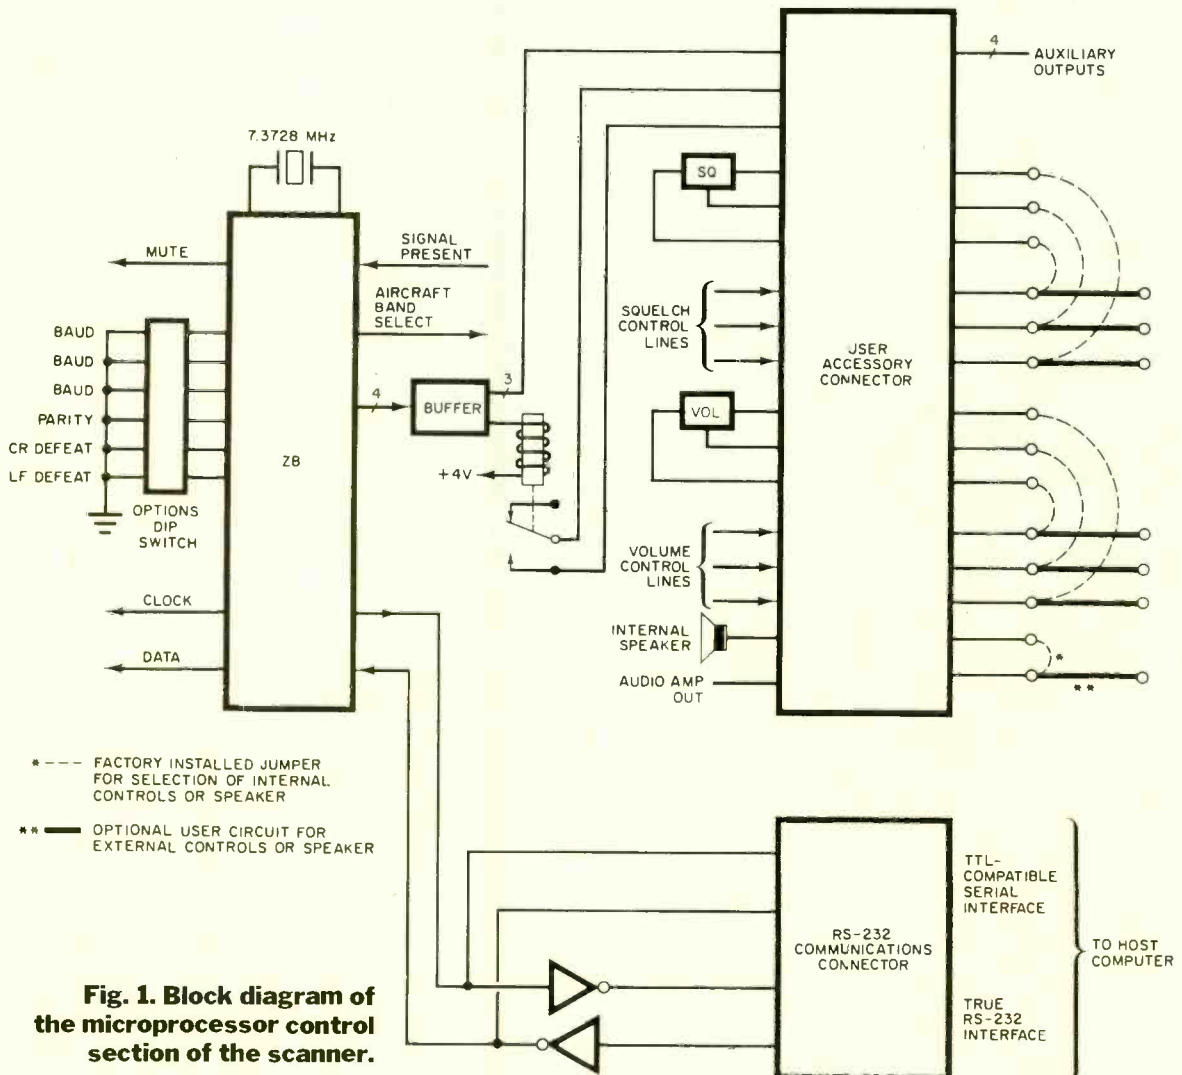 4
AUXILIARY
OUTPUTS
7.3728 MHz
SQ
MUTE
SIGNAL
PRESENT
AIRCRAFT
BAND
SELECT
SQUELCH
CONTROL
LINES
USER
ACCESSORY
CONNECTOR
BAUD
BAUD
BAUD
PARITY
CR DEFEAT
LF DEFEAT
OPTIONS
DIP
SWITCH
Z8
4
BUFFER
3
+4V
VOL
VOLUME
CONTROL
LINES
CLOCK
DATA
INTERNAL
SPEAKER
AUDIO AMP
OUT
*
**
*--- FACTORY INSTALLED JUMPER
FOR SELECTION OF INTERNAL
CONTROLS OR SPEAKER
** OPTIONAL USER CIRCUIT FOR
EXTERNAL CONTROLS OR SPEAKER
TTL-
COMPATIBLE
SERIAL
INTERFACE
RS-232
COMMUNICATIONS
CONNECTOR
TO HOST
COMPUTER
TRUE
RS-232
INTERFACE
Fig. 1. Block diagram of
the microprocessor control
section of the scanner.